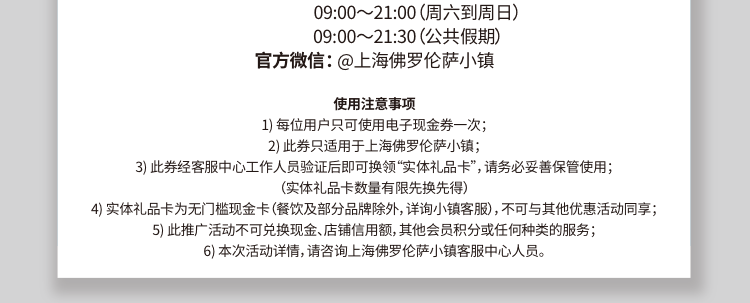 09:00～21:00（周六到周日）
09:00～21:30（公共假期）
官方微信：@上海佛罗伦萨小镇
使用注意事项
1) 每位用户只可使用电子现金券一次；
2) 此券只适用于上海佛罗伦萨小镇；
3) 此券经客服中心工作人员验证后即可换领“实体礼品卡”，请务必妥善保管使用；
（实体礼品卡数量有限先换先得）
4) 实体礼品卡为无门槛现金卡（餐饮及部分品牌除外，详询小镇客服），不可与其他优惠活动同享；
5) 此推广活动不可兑换现金、店铺信用额，其他会员积分或任何种类的服务；
6) 本次活动详情，请咨询上海佛罗伦萨小镇客服中心人员。